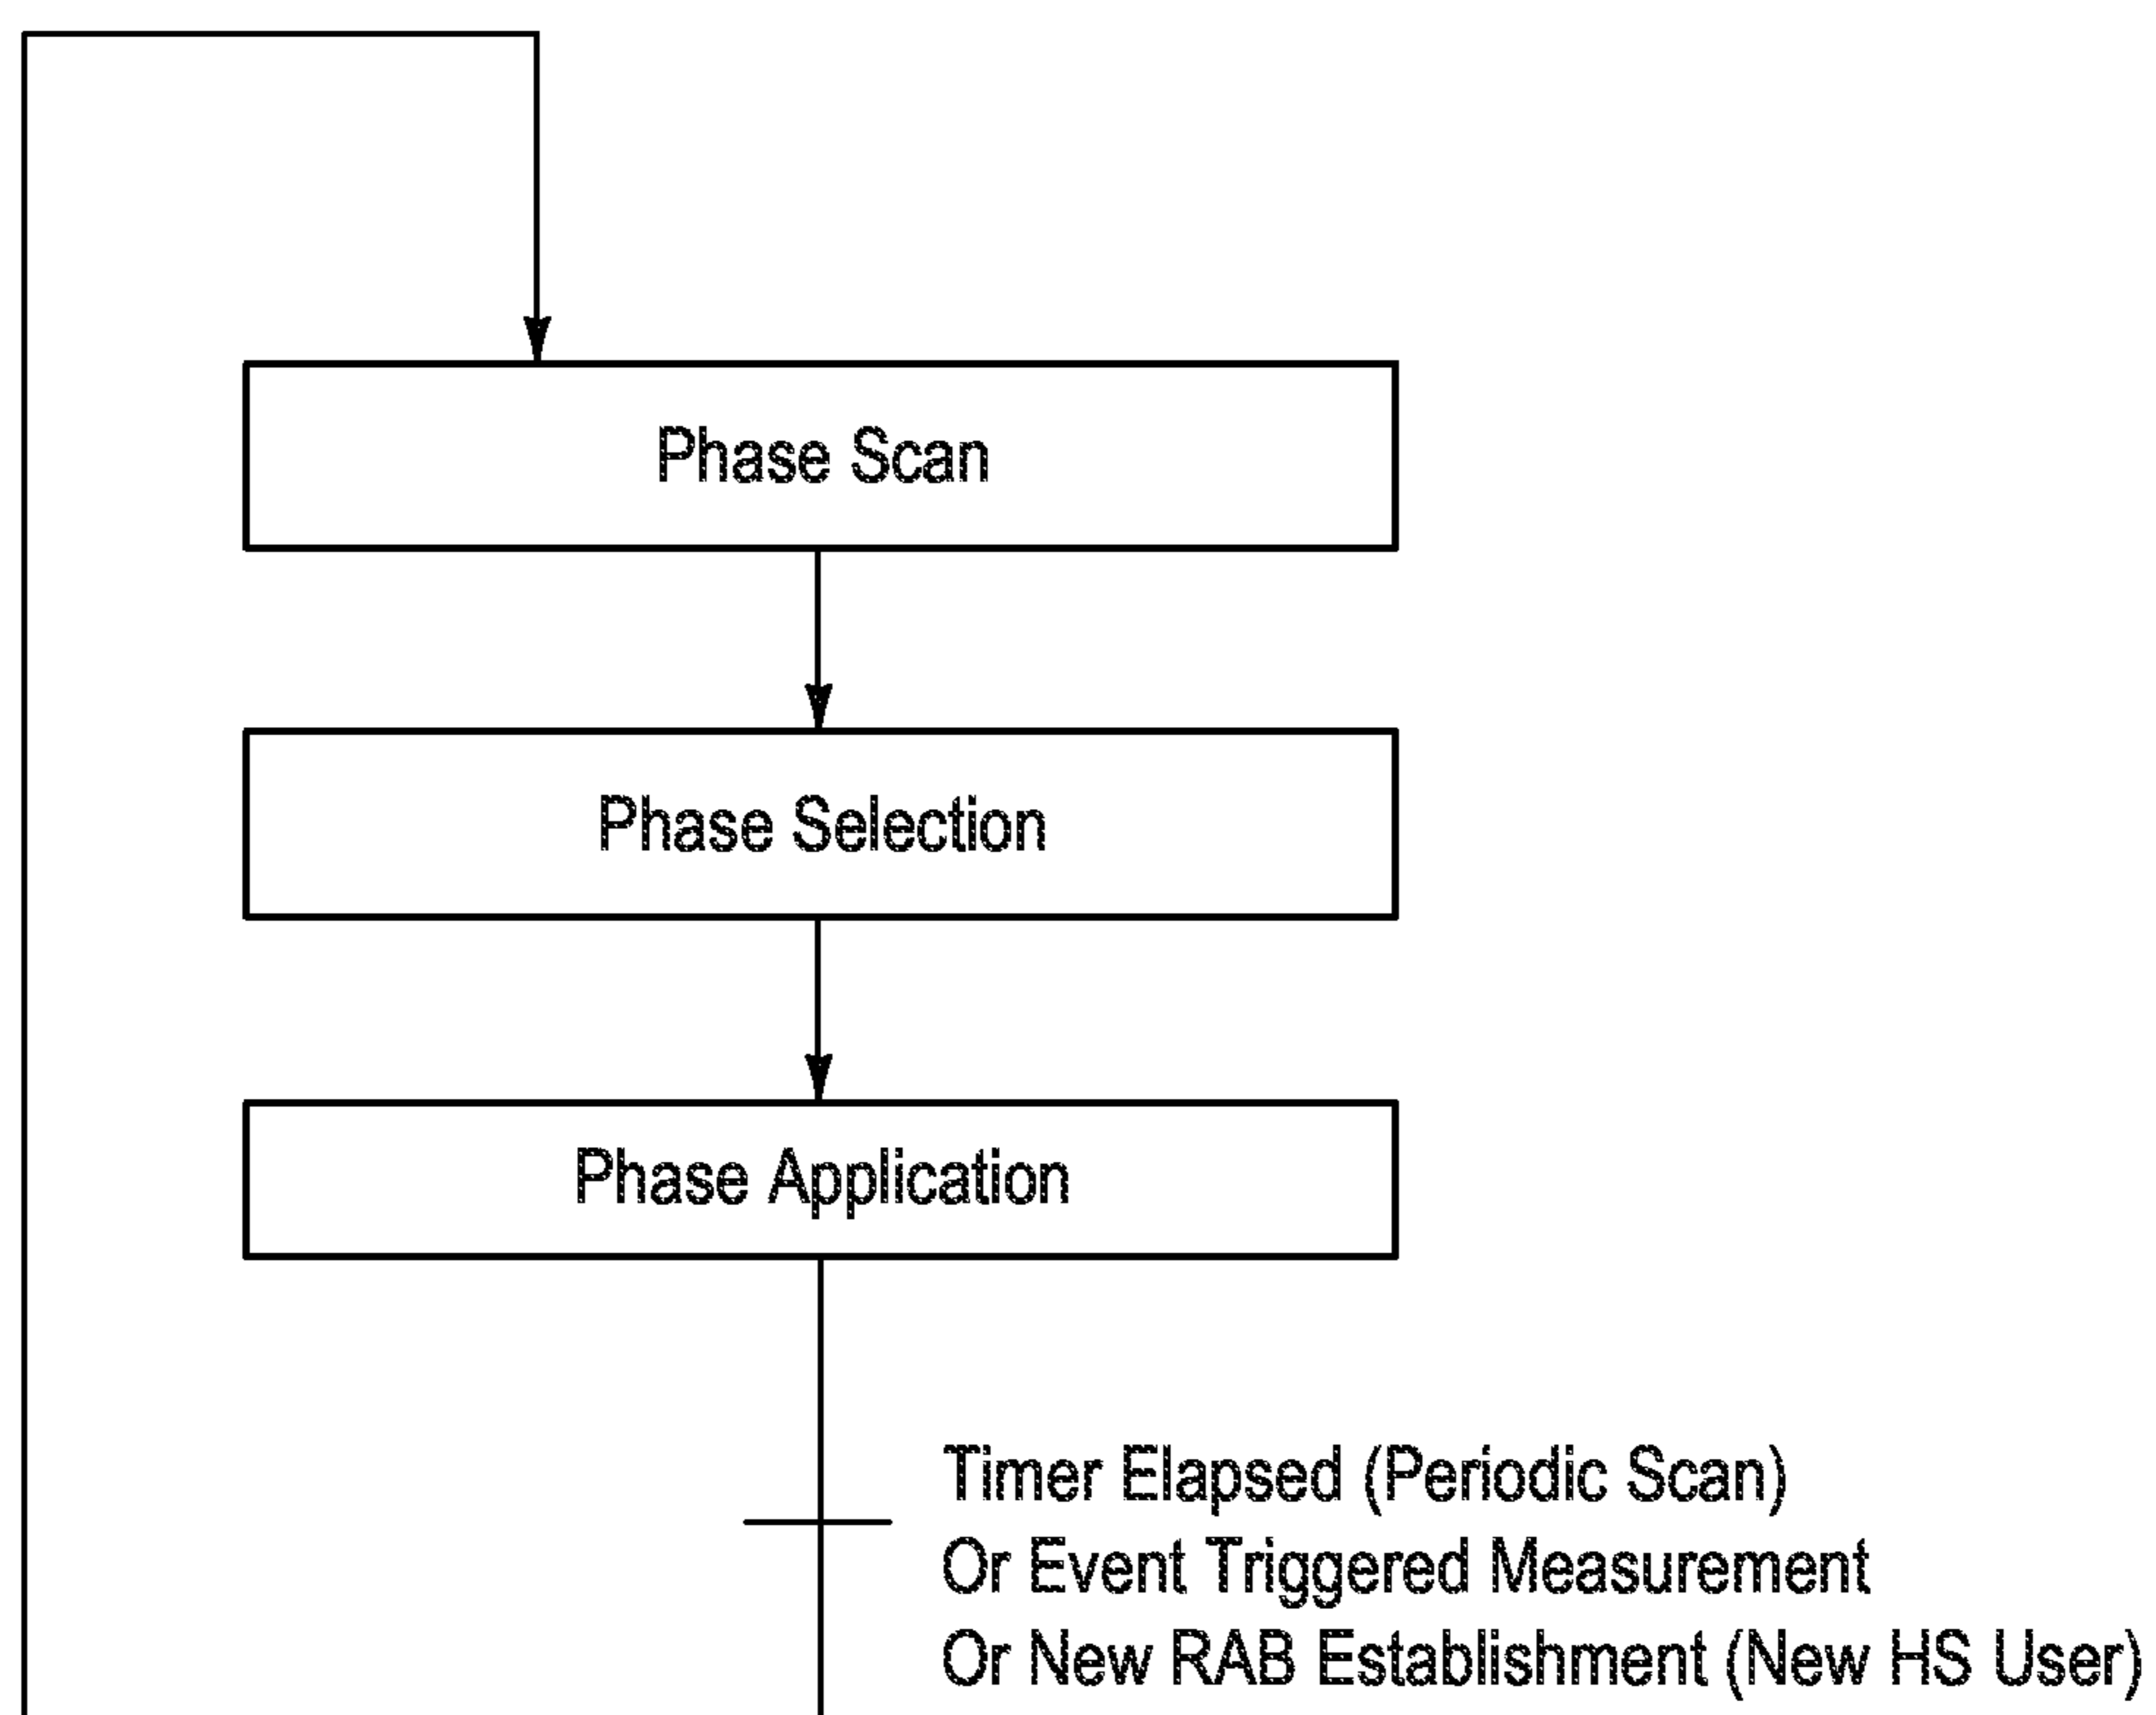 Phase Scan
Phase Selection
Phase Application
Timer Elapsed (Periodic Scan)
Or Event Triggered Measurement
Or New RAB Establishment (New HS User)